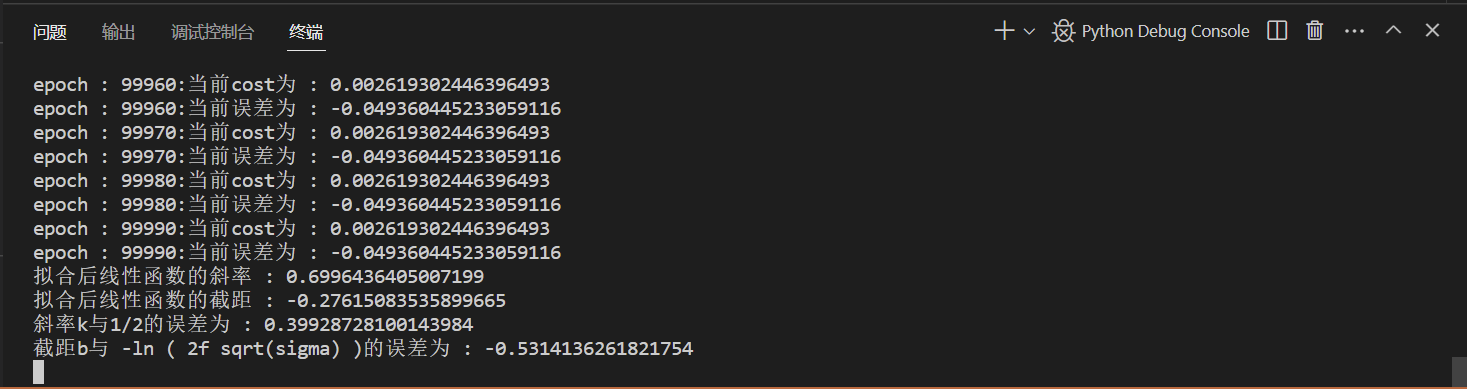 问题 输出 调试控制台 终端 Python Debug Console
epoch : 99960:当前cost为 : 0.002619302446396493
epoch : 99960:当前误差为 : -0.049360445233059116
epoch : 99970:当前cost为 : 0.002619302446396493
epoch : 99970:当前误差为 : -0.049360445233059116
epoch : 99980:当前cost为 : 0.002619302446396493
epoch : 99980:当前误差为 : -0.049360445233059116
epoch : 99990:当前cost为 : 0.002619302446396493
epoch : 99990:当前误差为 : -0.049360445233059116
拟合后线性函数的斜率 : 0.6996436405007199
拟合后线性函数的截距 : -0.27615083535899665
斜率k与1/2的误差为 : 0.39928728100143984
截距b与 -ln ( 2f sqrt(sigma) )的误差为 : -0.5314136261821754